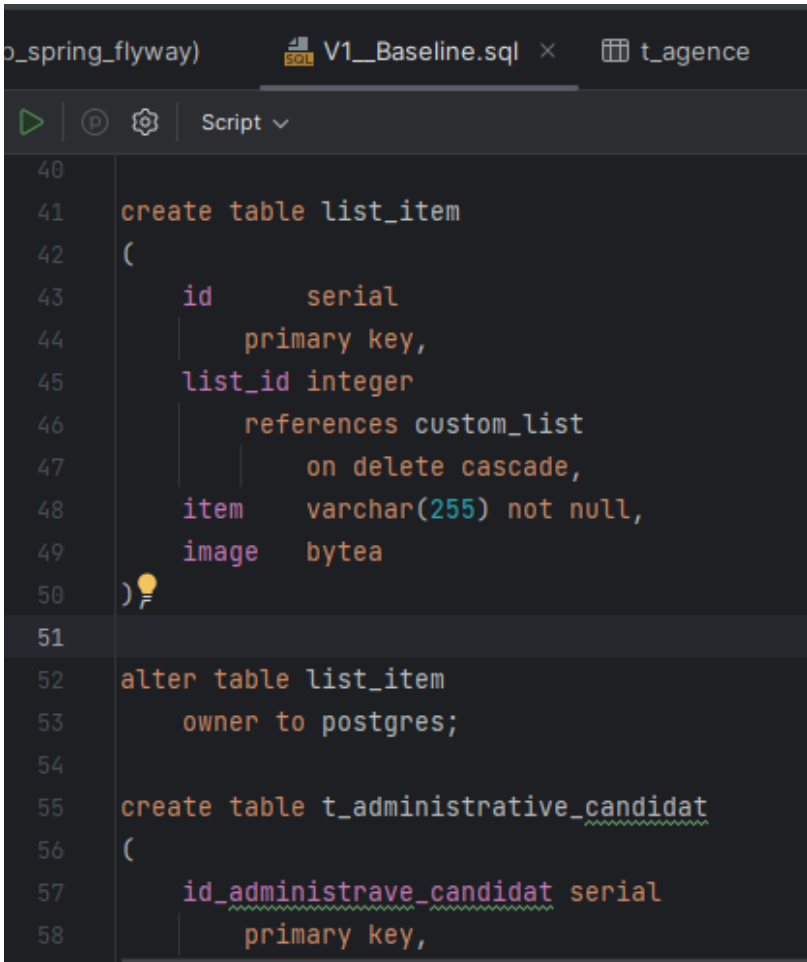 o_spring_flyway) SQL V1__Baseline.sql × t_agence
P Script
40
41 create table list_item
42 (
43     id      serial
44         primary key,
45     list_id integer
46         references custom_list
47             on delete cascade,
48     item    varchar(255) not null,
49     image   bytea
50 );
51
52 alter table list_item
53     owner to postgres;
54
55 create table t_administrative_candidat
56 (
57     id_administrave_candidat serial
58         primary key,